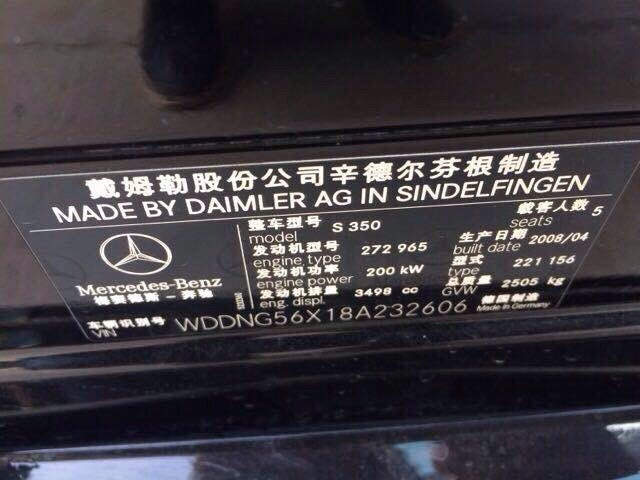 戴姆勒股份公司辛德尔芬根制造
MADE BY DAIMLER AG IN SINDELFINGEN
整车型号 S 350 载客人数 5
model seats
发动机型号 272 965 生产日期 2008/04
engine type built date
发动机功率 200 kW 型式 221 156
engine power type
发动机排量 3498 cc 总质量 2505 kg
eng. displ. GVW
Mercedes-Benz
梅赛德斯-奔驰
德国制造
Made in Germany
车辆识别号 WDDNG56X18A232606
VIN